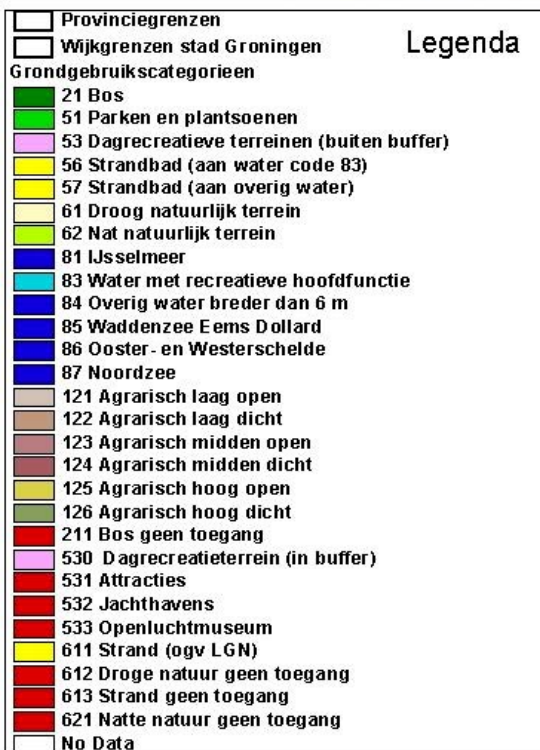 Provinciegrenzen
Wijkgrenzen stad Groningen
Legenda
Grondgebruikscategorieen
21 Bos
51 Parken en plantsoenen
53 Dagrecreatieve terreinen (buiten buffer)
56 Strandbad (aan water code 83)
57 Strandbad (aan overig water)
61 Droog natuurlijk terrein
62 Nat natuurlijk terrein
81 IJsselmeer
83 Water met recreatieve hoofdfunctie
84 Overig water breder dan 6 m
85 Waddenzee Eems Dollard
86 Ooster- en Westerschelde
87 Noordzee
121 Agrarisch laag open
122 Agrarisch laag dicht
123 Agrarisch midden open
124 Agrarisch midden dicht
125 Agrarisch hoog open
126 Agrarisch hoog dicht
211 Bos geen toegang
530 Dagrecreatieterrein (in buffer)
531 Attracties
532 Jachthavens
533 Openluchtmuseum
611 Strand (ogv LGN)
612 Droge natuur geen toegang
613 Strand geen toegang
621 Natte natuur geen toegang
No Data